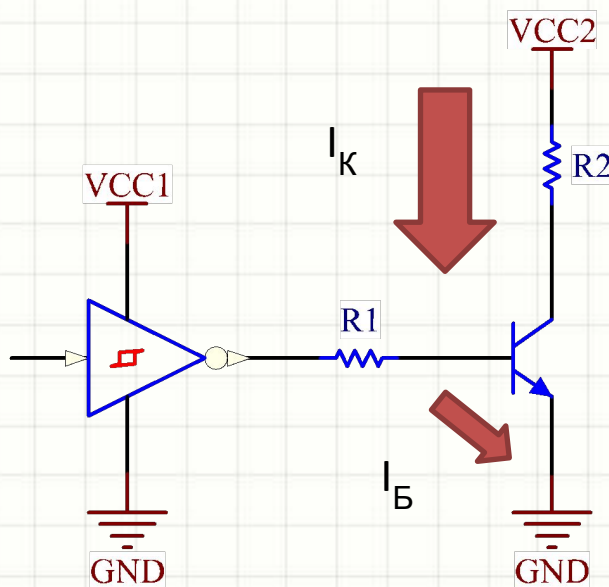 VCC2
Iк
R2
VCC1
R1
IБ
GND
GND